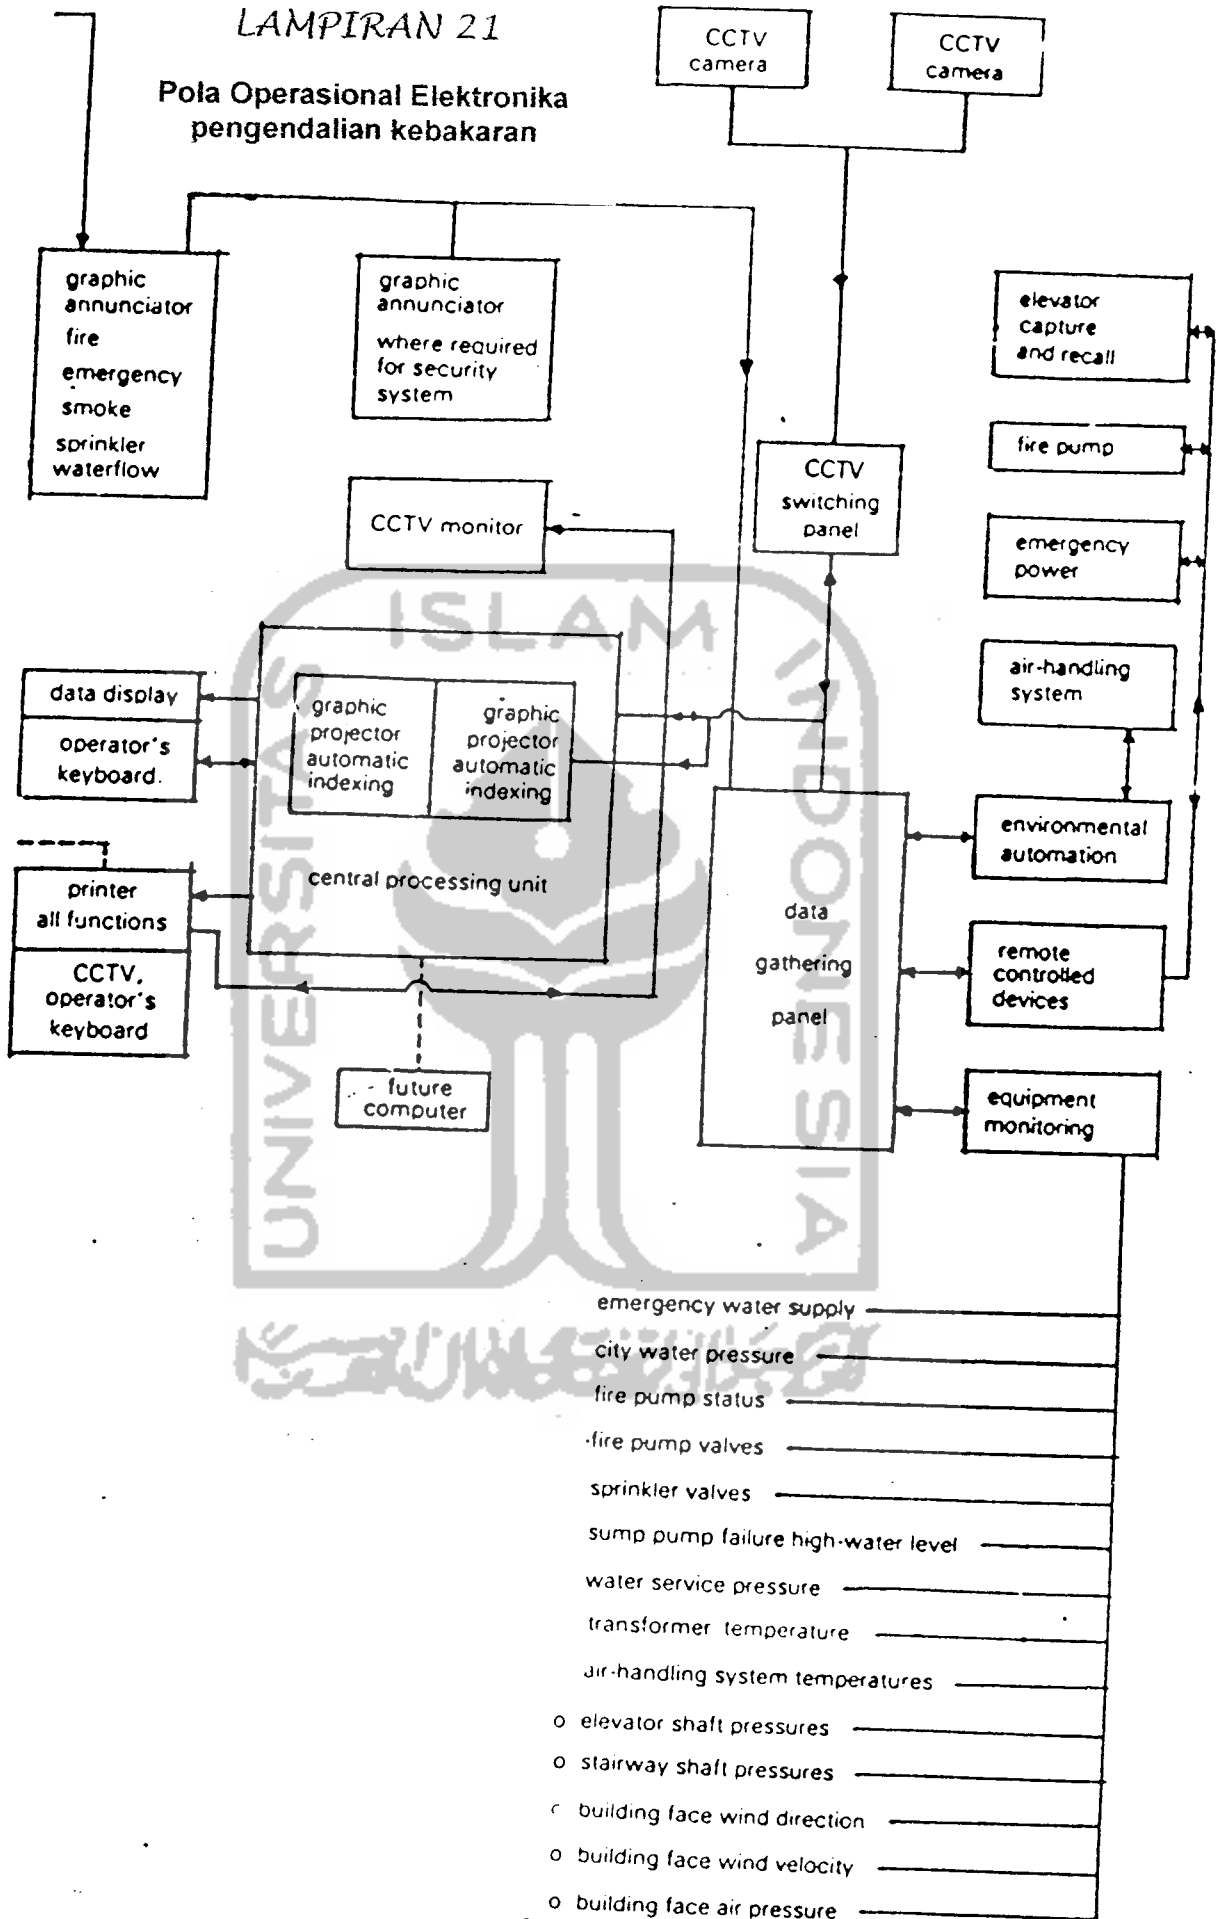 LAMPIRAN 21
Pola Operasional Elektronika
pengendalian kebakaran
CCTV
camera
CCTV
camera
graphic
annunciator
fire
emergency
smoke
sprinkler
waterflow
graphic
annunciator
where required
for security
system
elevator
capture
and recall
CCTV
switching
panel
fire pump
CCTV monitor
emergency
power
air-handling
system
data display
operator's
keyboard.
graphic
projector
automatic
indexing
graphic
projector
automatic
indexing
central processing unit
printer
all functions
CCTV,
operator's
keyboard
future
computer
data
gathering
panel
environmental
automation
remote
controlled
devices
equipment
monitoring
UNIVERSITAS
ISLAM
INDONESIA
emergency water supply
city water pressure
fire pump status
fire pump valves
sprinkler valves
sump pump failure high-water level
water service pressure
transformer temperature
air-handling system temperatures
o elevator shaft pressures
o stairway shaft pressures
building face wind direction
o building face wind velocity
o building face air pressure